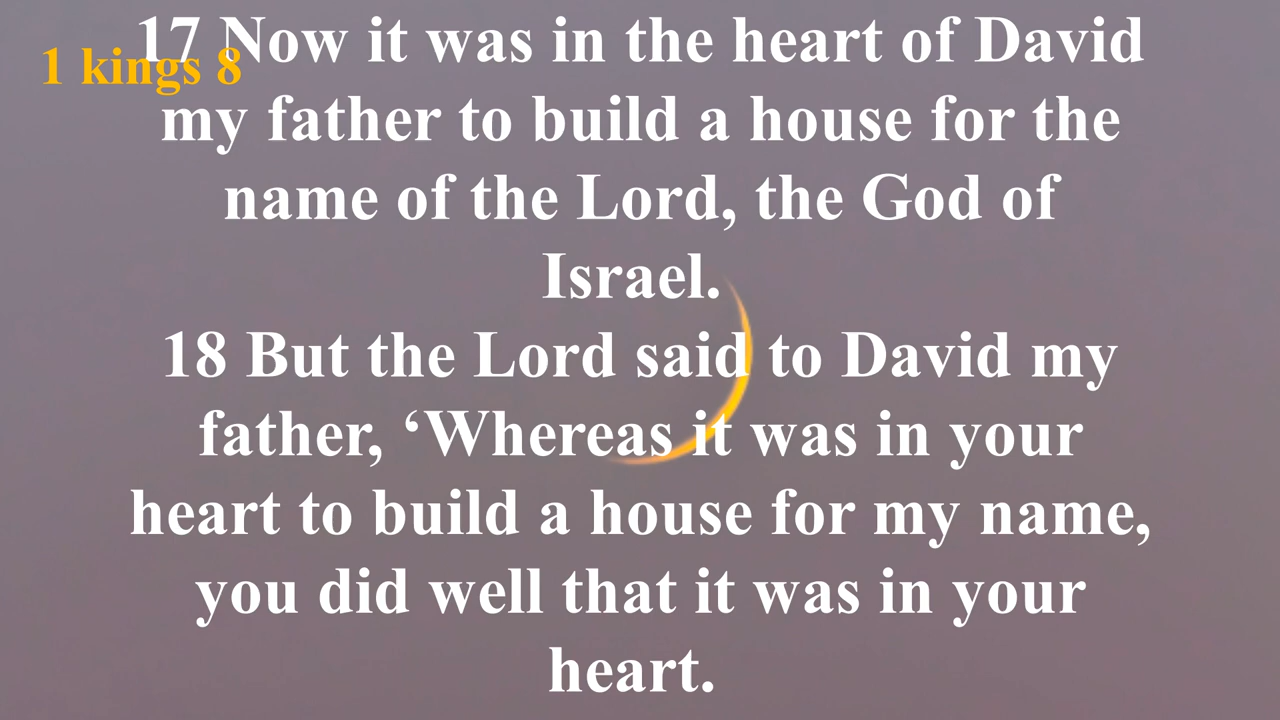 1 kings 8
17 Now it was in the heart of David
my father to build a house for the
name of the Lord, the God of
Israel.
18 But the Lord said to David my
father, ‘Whereas it was in your
heart to build a house for my name,
you did well that it was in your
heart.